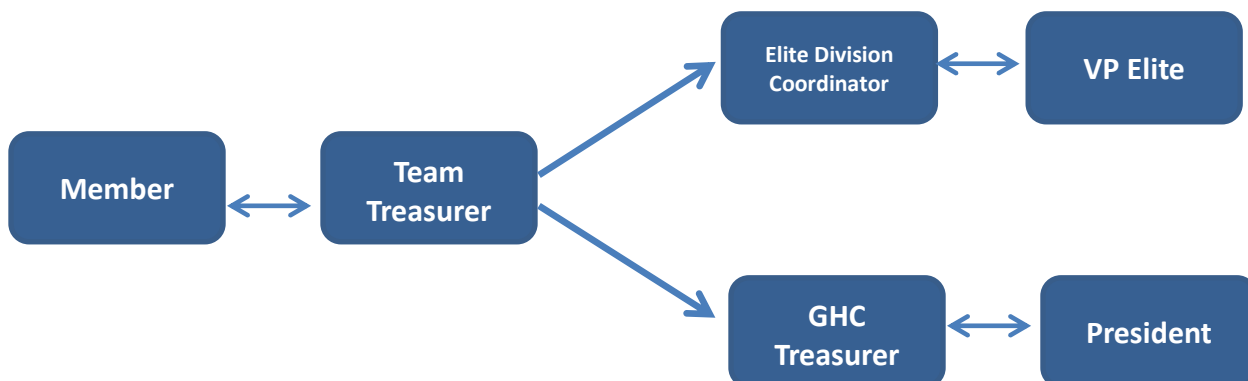 Member
Team
Treasurer
Elite Division
Coordinator
VP Elite
GHC
Treasurer
President